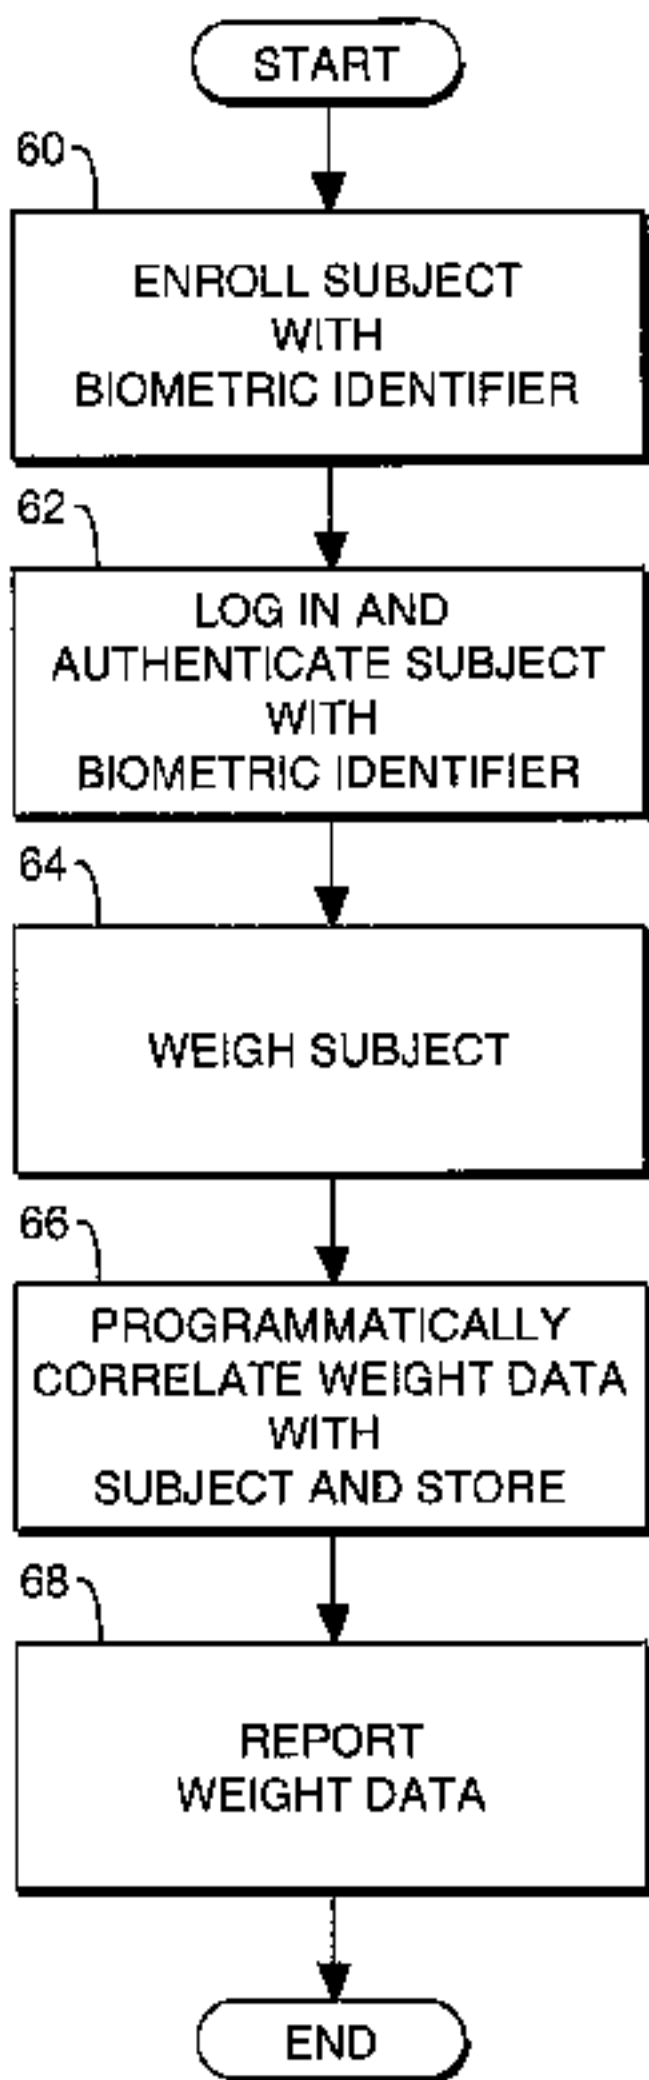 START
60
ENROLL SUBJECT
WITH
BIOMETRIC IDENTIFIER
62
LOG IN AND
AUTHENTICATE SUBJECT
WITH
BIOMETRIC IDENTIFIER
64
WEIGH SUBJECT
66
PROGRAMMATICALLY
CORRELATE WEIGHT DATA
WITH
SUBJECT AND STORE
68
REPORT
WEIGHT DATA
END